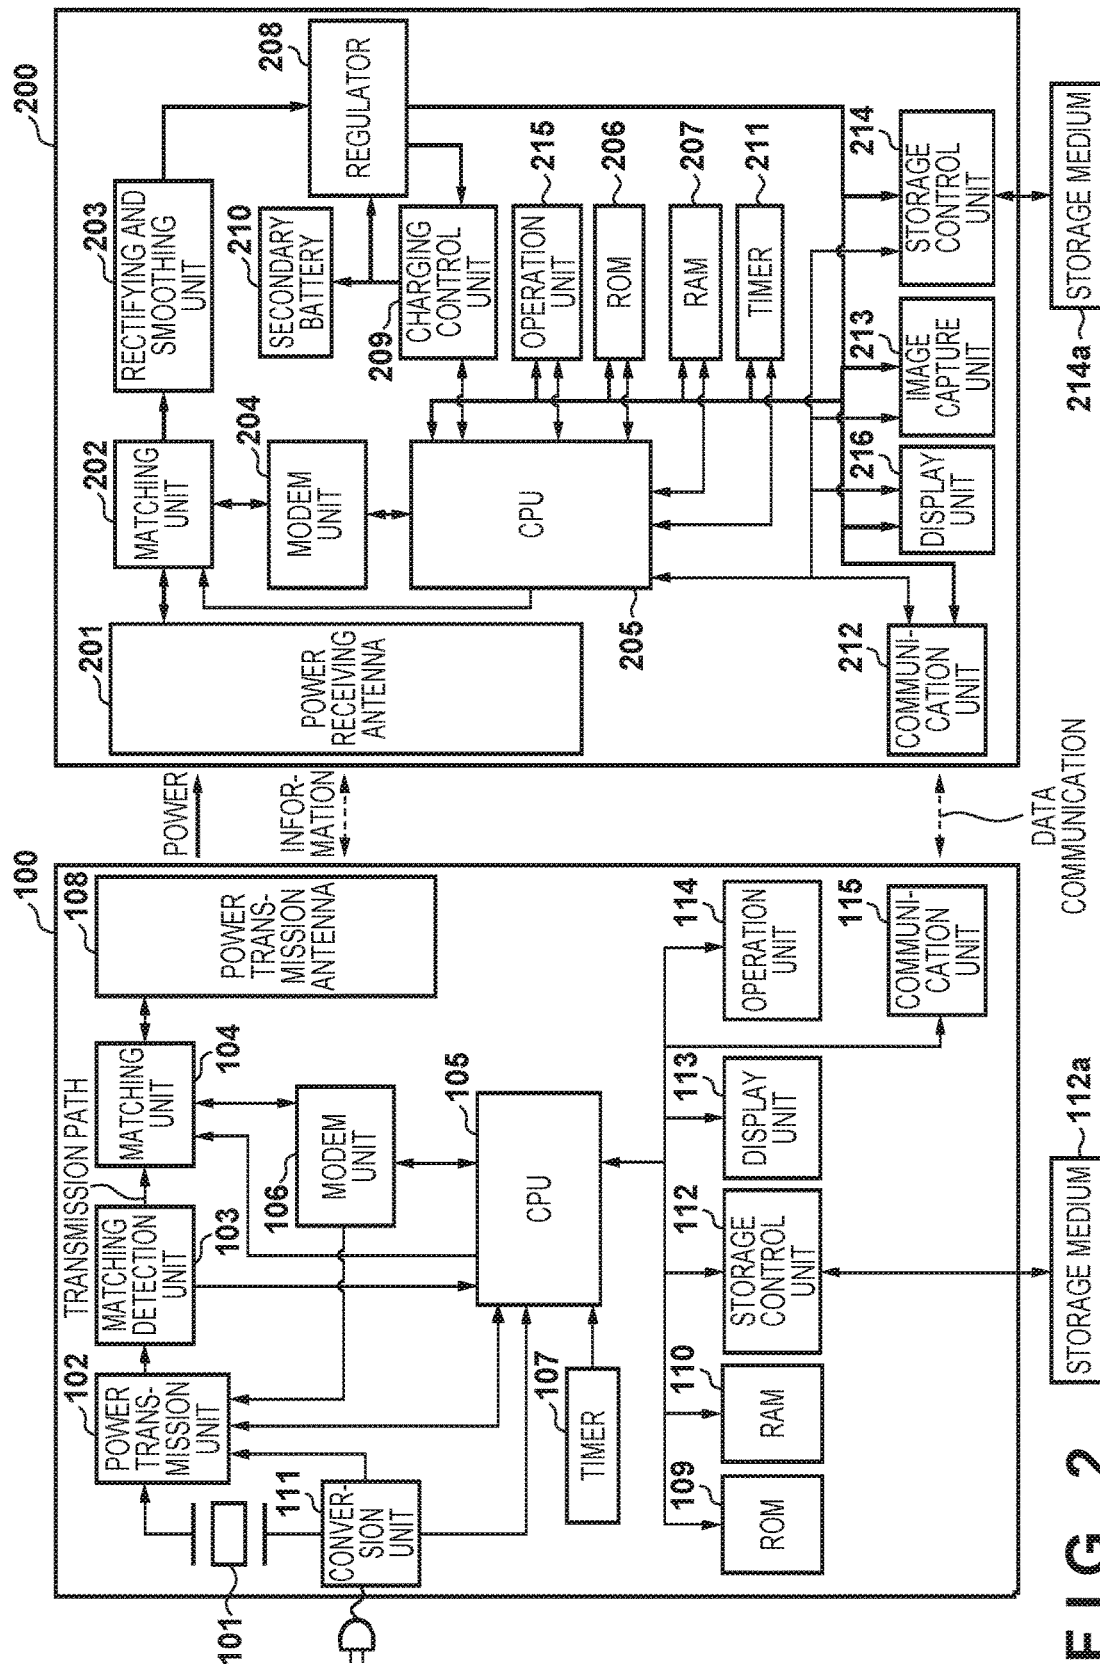 100
108
POWER
TRANS-
MISSION
ANTENNA
TRANSMISSION PATH
MATCHING
UNIT
104
MATCHING
DETECTION
UNIT
103
102
POWER
TRANS-
MISSION
UNIT
101
111
CONVER-
SION
UNIT
106
MODEM
UNIT
105
CPU
107
TIMER
109
ROM
110
RAM
112
STORAGE
CONTROL
UNIT
113
DISPLAY
UNIT
114
OPERATION
UNIT
115
COMMUNI-
CATION
UNIT
STORAGE MEDIUM
112a
POWER
INFOR-
MATION
DATA
COMMUNICATION
200
201
POWER
RECEIVING
ANTENNA
202
MATCHING
UNIT
203
RECTIFYING AND
SMOOTHING
UNIT
208
REGULATOR
204
MODEM
UNIT
210
SECONDARY
BATTERY
209
CHARGING
CONTROL
UNIT
215
OPERATION
UNIT
206
ROM
207
RAM
211
TIMER
CPU
205
212
COMMUNI-
CATION
UNIT
216
DISPLAY
UNIT
213
IMAGE
CAPTURE
UNIT
214
STORAGE
CONTROL
UNIT
214a
STORAGE MEDIUM
FIG 2